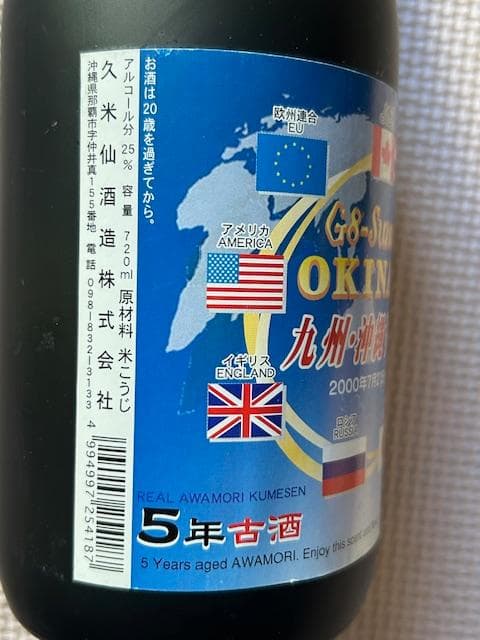 お酒は20歳を過ぎてから。
アルコール分 25% 容量 720ml 原材料 米こうじ
久米仙酒造株式会社
沖縄県那覇市字仲井真155番地 電話 098-832-3133
4994997254187
欧州連合
EU
アメリカ
AMERICA
イギリス
ENGLAND
ロシア
RUSSIA
G8-Su
OKINA
九州・沖縄
2000年7月21
REAL AWAMORI KUMESEN
5年古酒
5 Years aged AWAMORI. Enjoy this